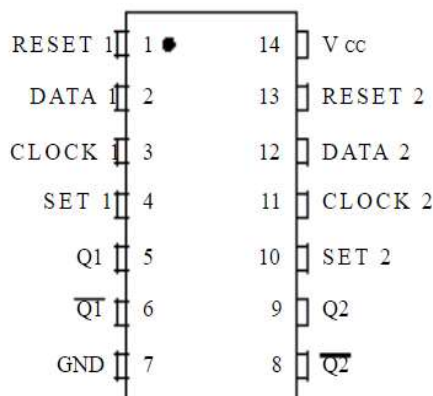 RESET 1 1 14 V CC
DATA 1 2 13 RESET 2
CLOCK 1 3 12 DATA 2
SET 1 4 11 CLOCK 2
Q1 5 10 SET 2
Q1 6 9 Q2
GND 7 8 Q2